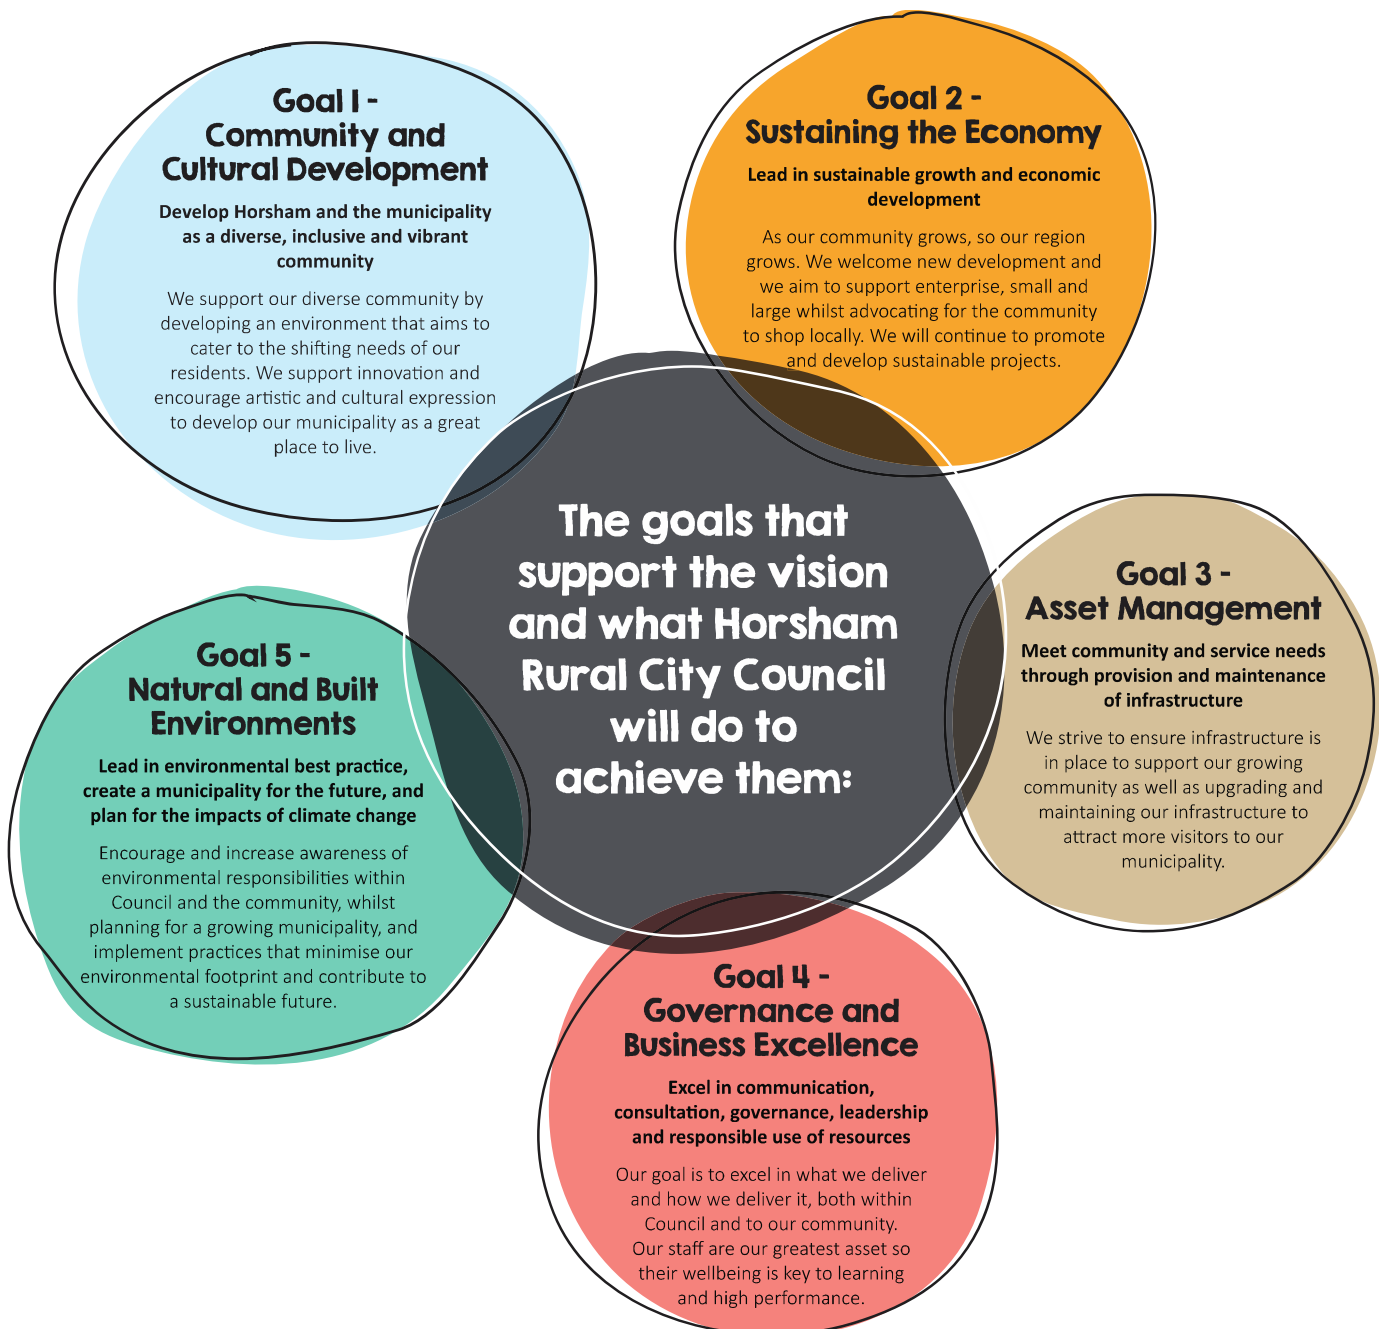 Goal 1 -
Community and
Cultural Development
Develop Horsham and the municipality
as a diverse, inclusive and vibrant
community
We support our diverse community by
developing an environment that aims to
cater to the shifting needs of our
residents. We support innovation and
encourage artistic and cultural expression
to develop our municipality as a great
place to live.
Goal 2 -
Sustaining the Economy
Lead in sustainable growth and economic
development
As our community grows, so our region
grows. We welcome new development and
we aim to support enterprise, small and
large whilst advocating for the community
to shop locally. We will continue to promote
and develop sustainable projects.
The goals that
support the vision
and what Horsham
Rural City Council
will do to
achieve them:
Goal 3 -
Asset Management
Meet community and service needs
through provision and maintenance
of infrastructure
We strive to ensure infrastructure is
in place to support our growing
community as well as upgrading and
maintaining our infrastructure to
attract more visitors to our
municipality.
Goal 4 -
Governance and
Business Excellence
Excel in communication,
consultation, governance, leadership
and responsible use of resources
Our goal is to excel in what we deliver
and how we deliver it, both within
Council and to our community.
Our staff are our greatest asset so
their wellbeing is key to learning
and high performance.
Goal 5 -
Natural and Built
Environments
Lead in environmental best practice,
create a municipality for the future, and
plan for the impacts of climate change
Encourage and increase awareness of
environmental responsibilities within
Council and the community, whilst
planning for a growing municipality, and
implement practices that minimise our
environmental footprint and contribute to
a sustainable future.